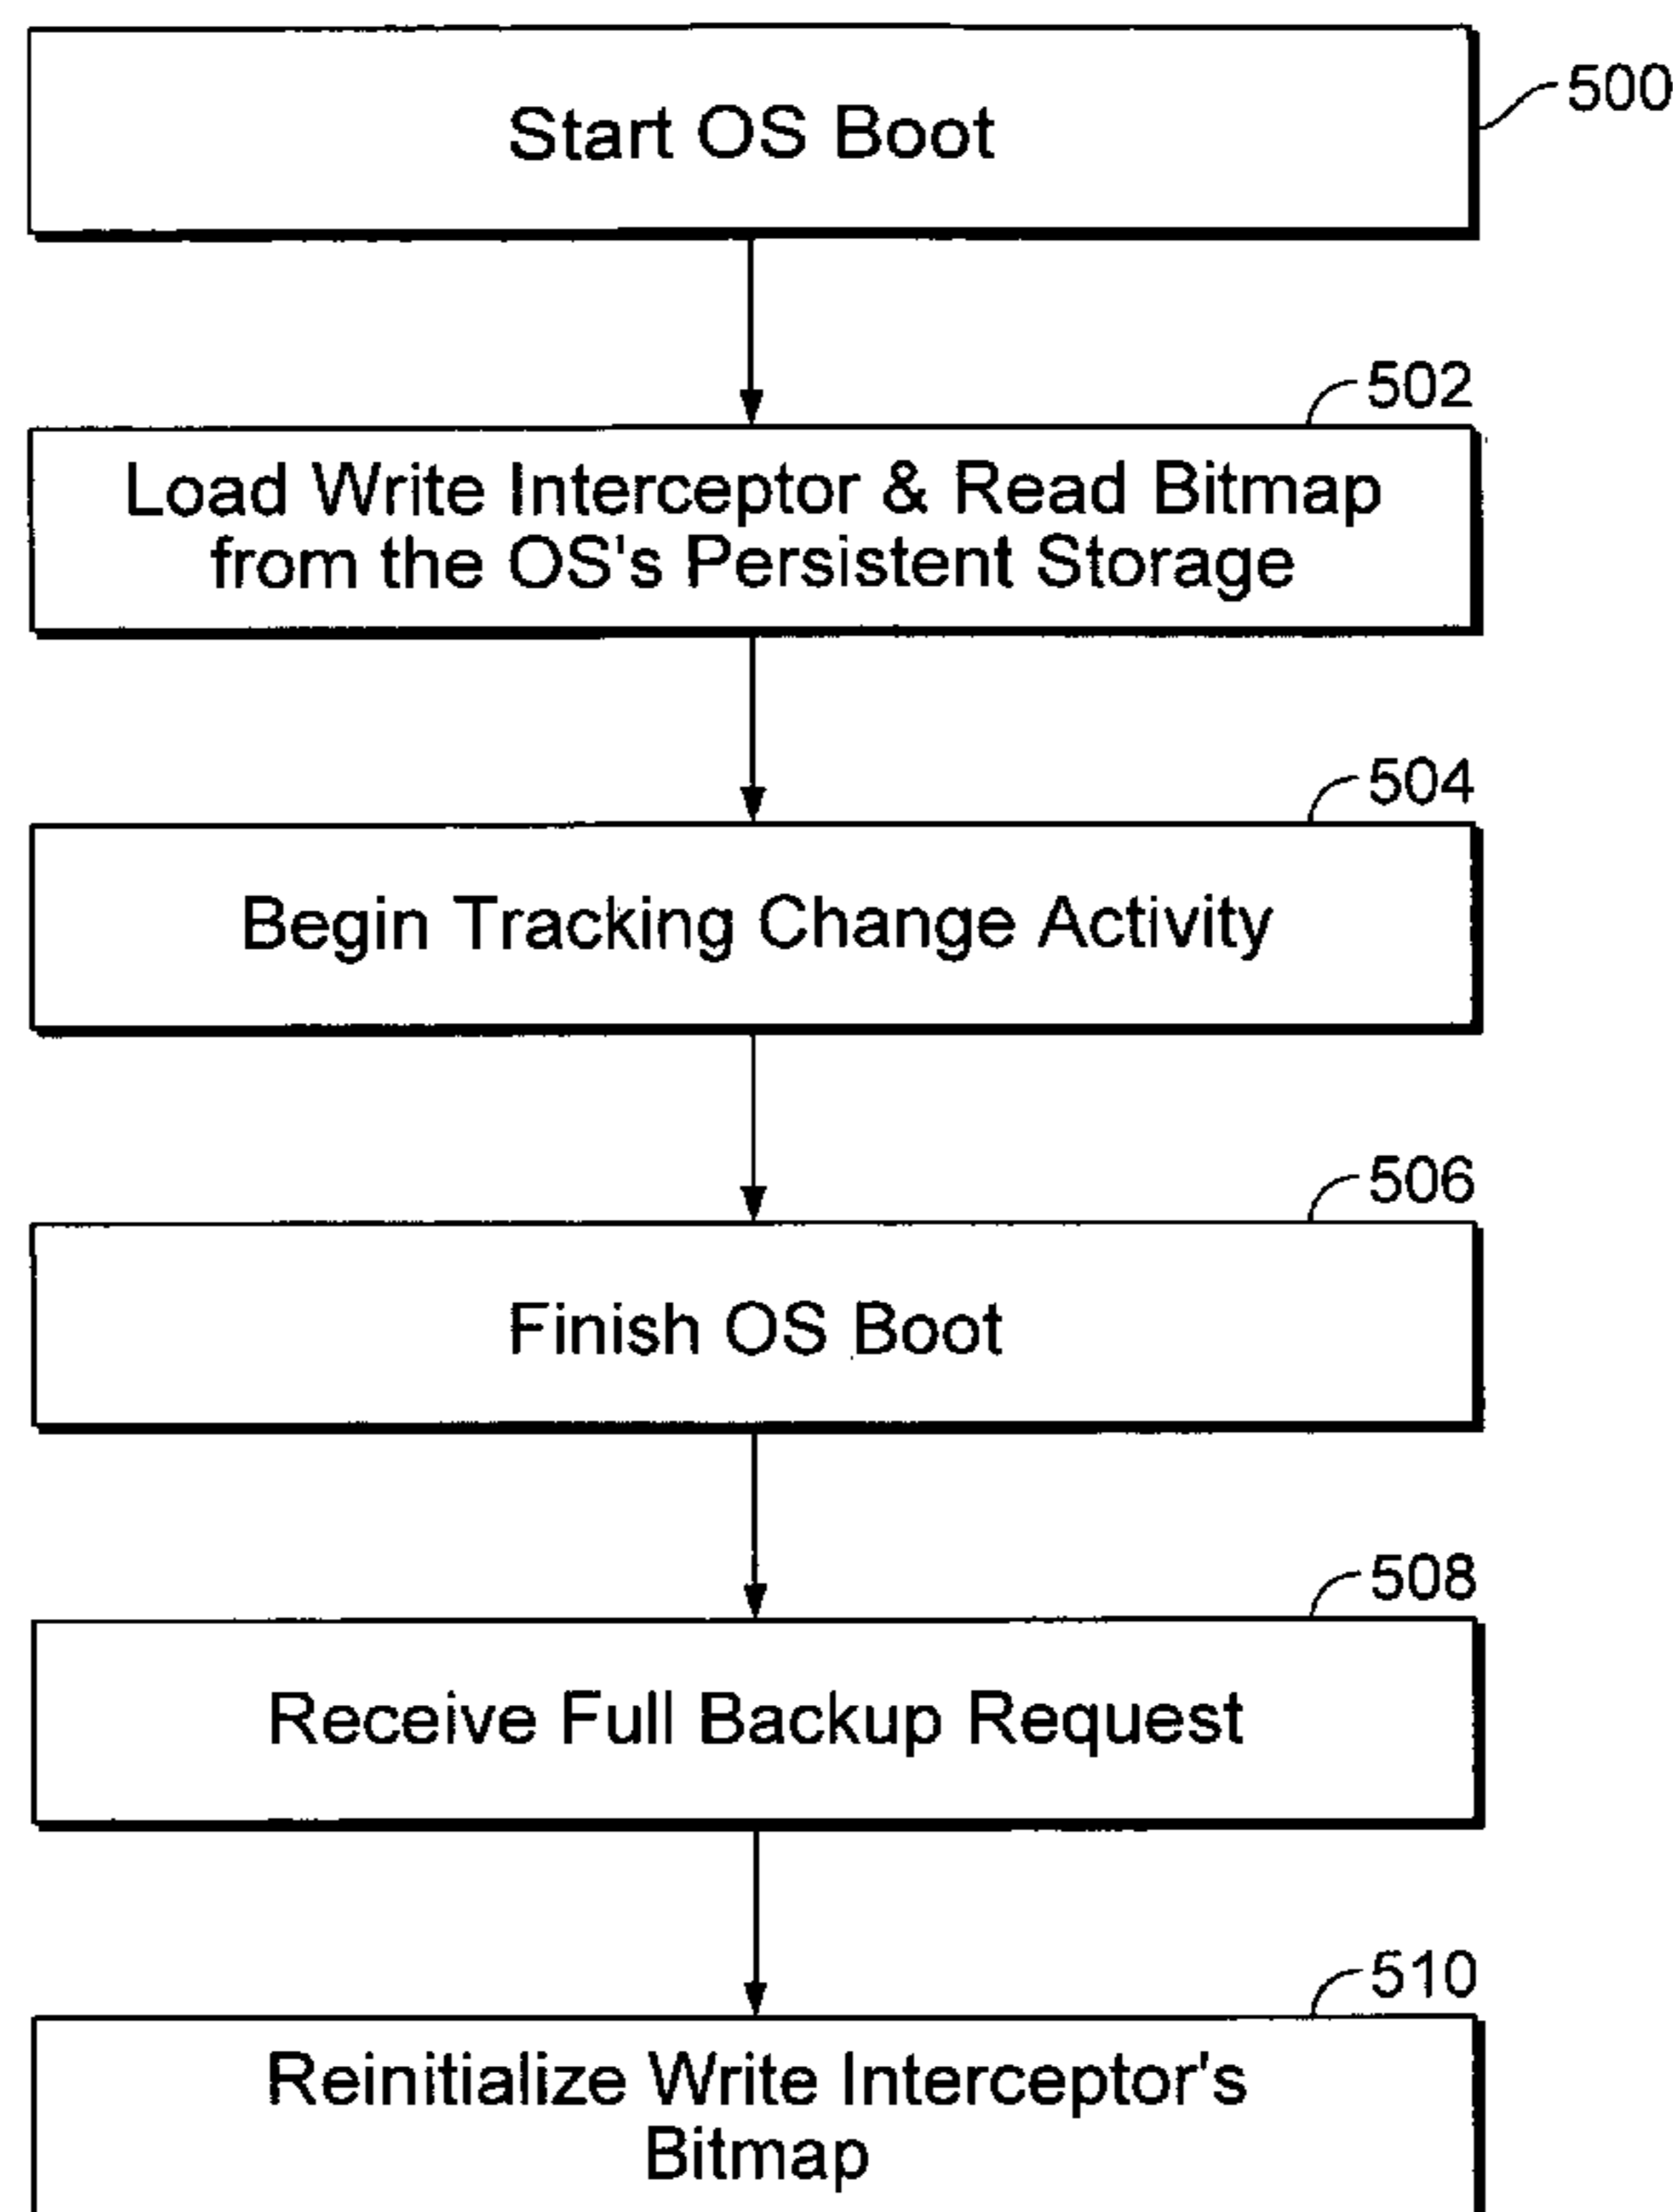 Start OS Boot
500
502
Load Write Interceptor & Read Bitmap
from the OS's Persistent Storage
504
Begin Tracking Change Activity
506
Finish OS Boot
508
Receive Full Backup Request
510
Reinitialize Write Interceptor's
Bitmap